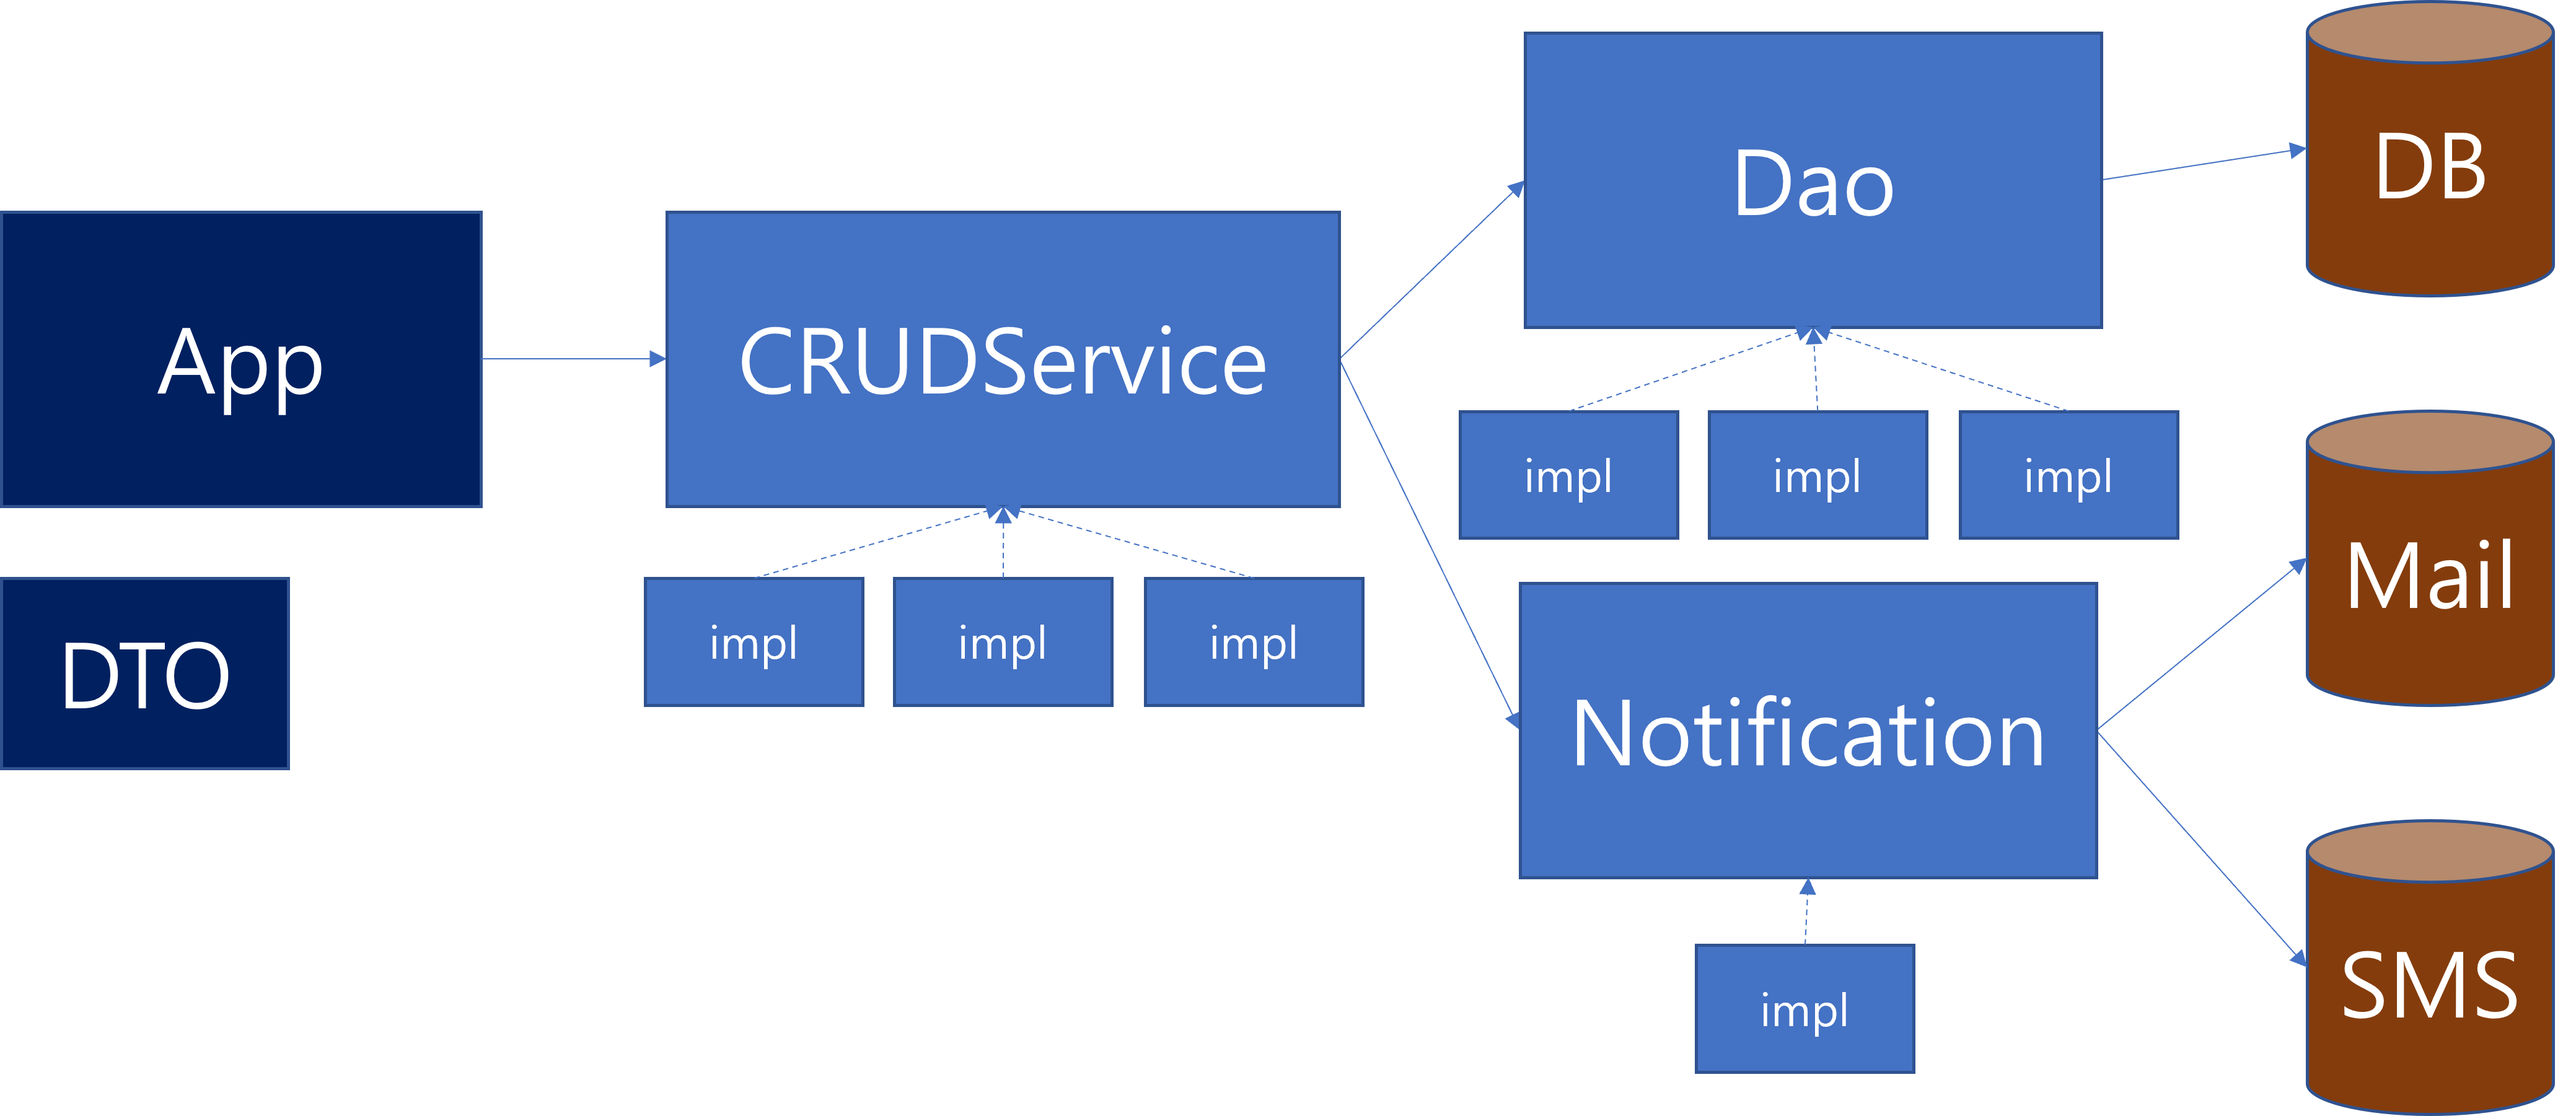 App
DTO
CRUDService
impl
impl
impl
Dao
impl
impl
impl
Notification
impl
DB
Mail
SMS